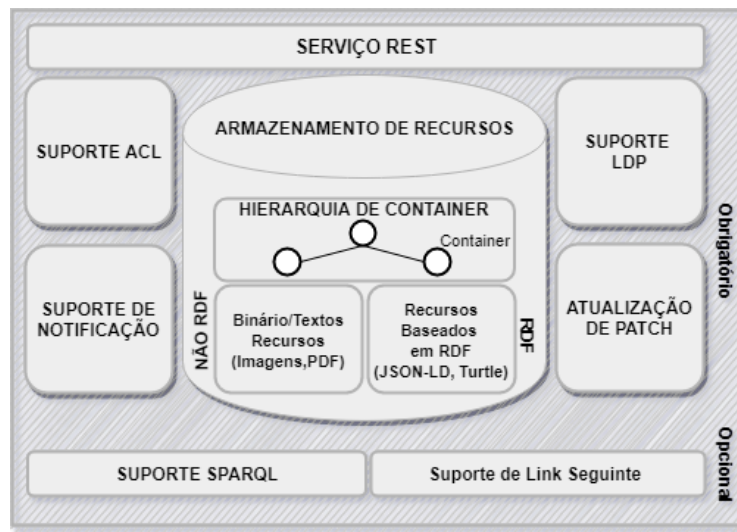 SERVIÇO REST
SUPORTE ACL
ARMAZENAMENTO DE RECURSOS
SUPORTE
LDP
HIERARQUIA DE CONTAINER
Container
SUPORTE DE
NOTIFICAÇÃO
NÃO RDF
Binário/Textos
Recursos
(Imagens,PDF)
Recursos
Baseados
em RDF
(JSON-LD, Turtle)
RDF
ATUALIZAÇÃO
DE PATCH
Obrigatório
SUPORTE SPARQL
Suporte de Link Seguinte
Opcional